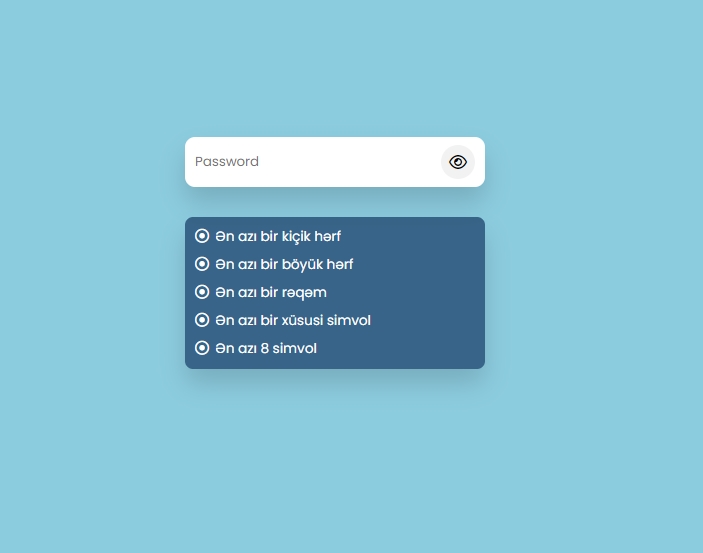 Password
Ən azı bir kiçik hərf
Ən azı bir böyük hərf
Ən azı bir rəqəm
Ən azı bir xüsusi simvol
Ən azı 8 simvol